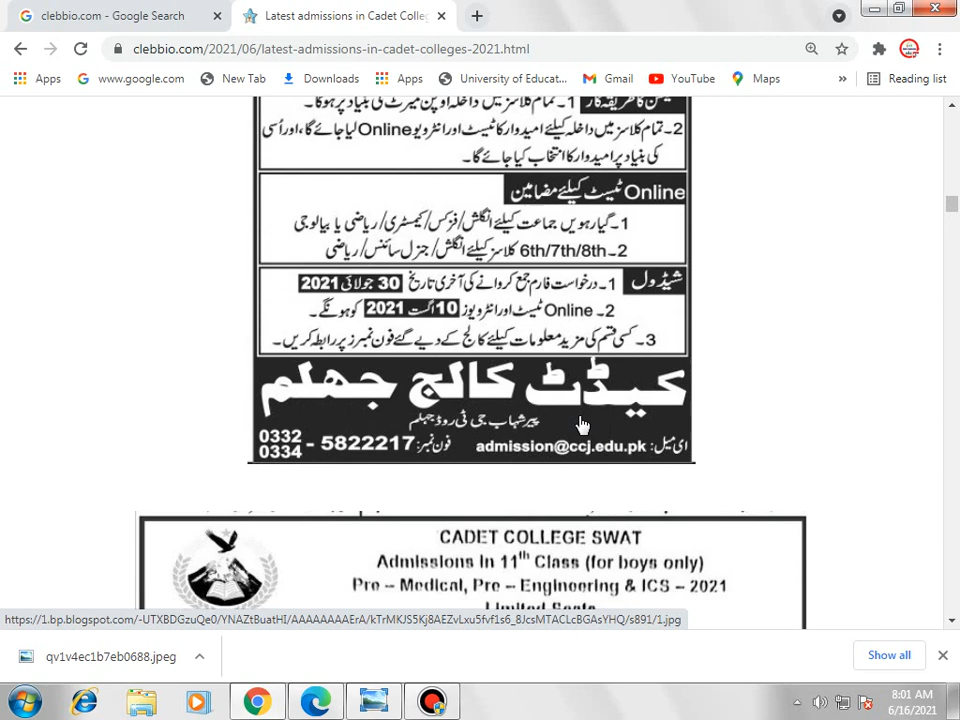 clebbio.com - Google Search
Latest admissions in Cadet Colleg
clebbio.com/2021/06/latest-admissions-in-cadet-colleges-2021.html
Apps
www.google.com
New Tab
Downloads
Apps
University of Educat...
Gmail
YouTube
Maps
»
Reading list
1۔ تمام کلاسز میں داخلہ اوپن میرٹ کی بنیاد پر ہوگا۔
2۔ تمام کلاسز میں داخلہ کیلئے امیدوار کا ٹیسٹ اور انٹرویو Online لیا جائے گا، اور اُسی
کی بنیاد پر امیدوار کا انتخاب کیا جائے گا۔
Online ٹیسٹ کیلئے مضامین
1۔ گیارہویں جماعت کیلئے انگلش/فزکس/کیمسٹری/ریاضی یا بیالوجی
2۔ 6th/7th/8th کلاسز کیلئے انگلش/جنرل سائنس/ریاضی
شیڈول 1۔ درخواست فارم جمع کروانے کی آخری تاریخ 30 جولائی 2021
2۔ Online ٹیسٹ اور انٹرویوز 10 اگست 2021 کو ہونگے۔
3۔ کسی قسم کی مزید معلومات کیلئے کالج کے دیے گئے فون نمبرز پر رابطہ کریں۔
کیڈٹ کالج جھلم
پیر شہاب جی ٹی روڈ جہلم
ای میل: admission@ccj.edu.pk فون نمبر: 5822217 - 0332
0334
CADET COLLEGE SWAT
Admissions In 11th Class (for boys only)
Pre – Medical, Pre – Engineering & ICS – 2021
Limited Seats
https://1.bp.blogspot.com/-UTXBDGzuQe0/YNAZtBuatHI/AAAAAAAAErA/kTrMKJS5Kj8AEZvLxu5fvf1s6_8JcsMTACLcBGAsYHQ/s891/1.jpg
qv1v4ec1b7eb0688.jpeg
Show all
8:01 AM
6/16/2021